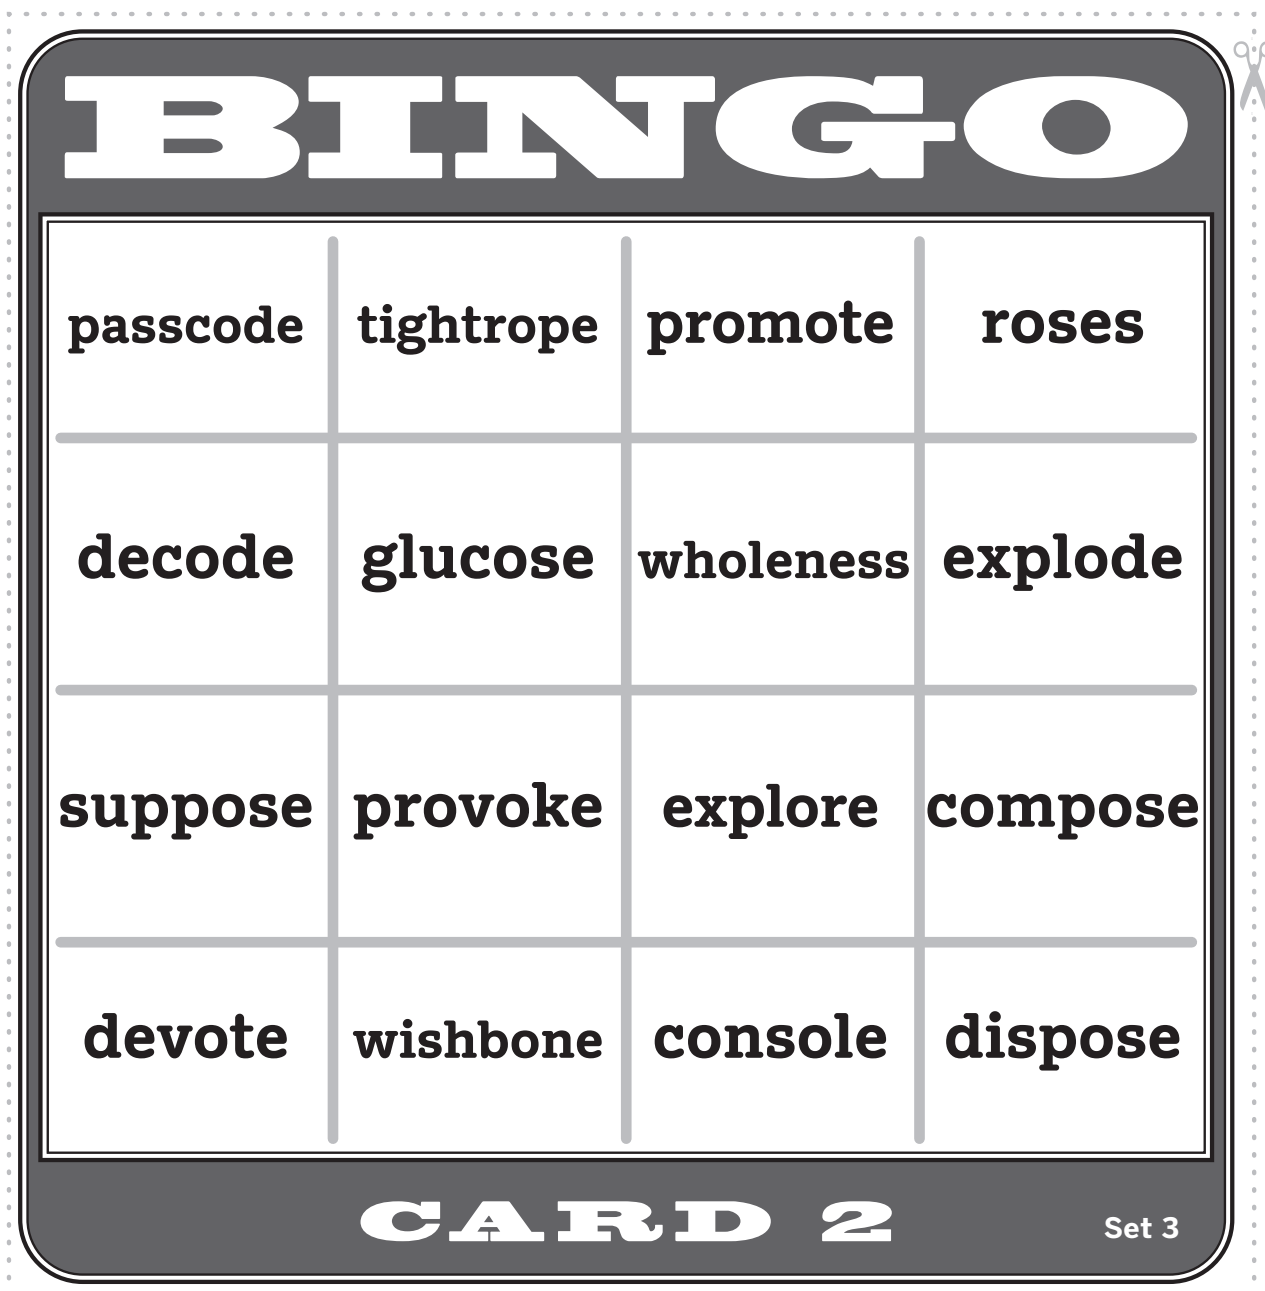 BINGO
passcode tightrope promote roses
decode glucose wholeness explode
suppose provoke explore compose
devote wishbone console dispose
CARD 2
Set 3